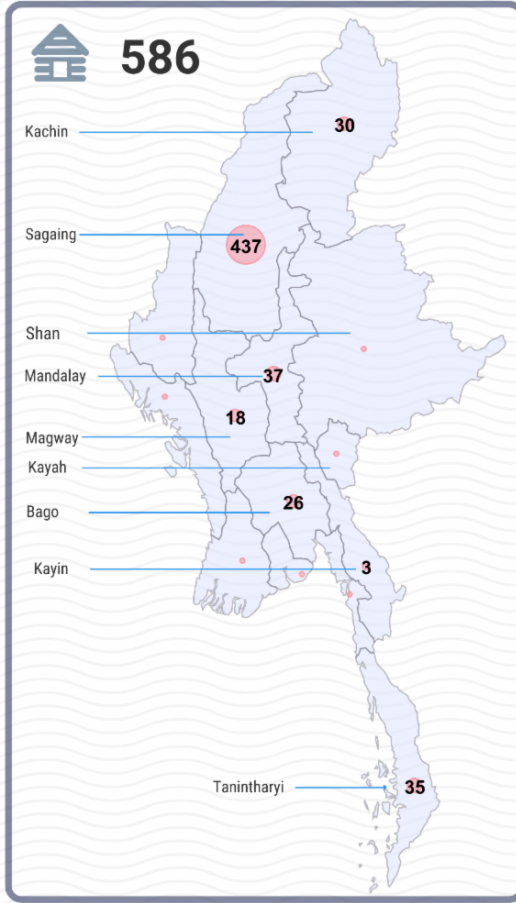 586
Kachin
30
Sagaing
437
Shan
Mandalay
37
18
Magway
Kayah
Bago
26
Kayin
3
Tanintharyi
35